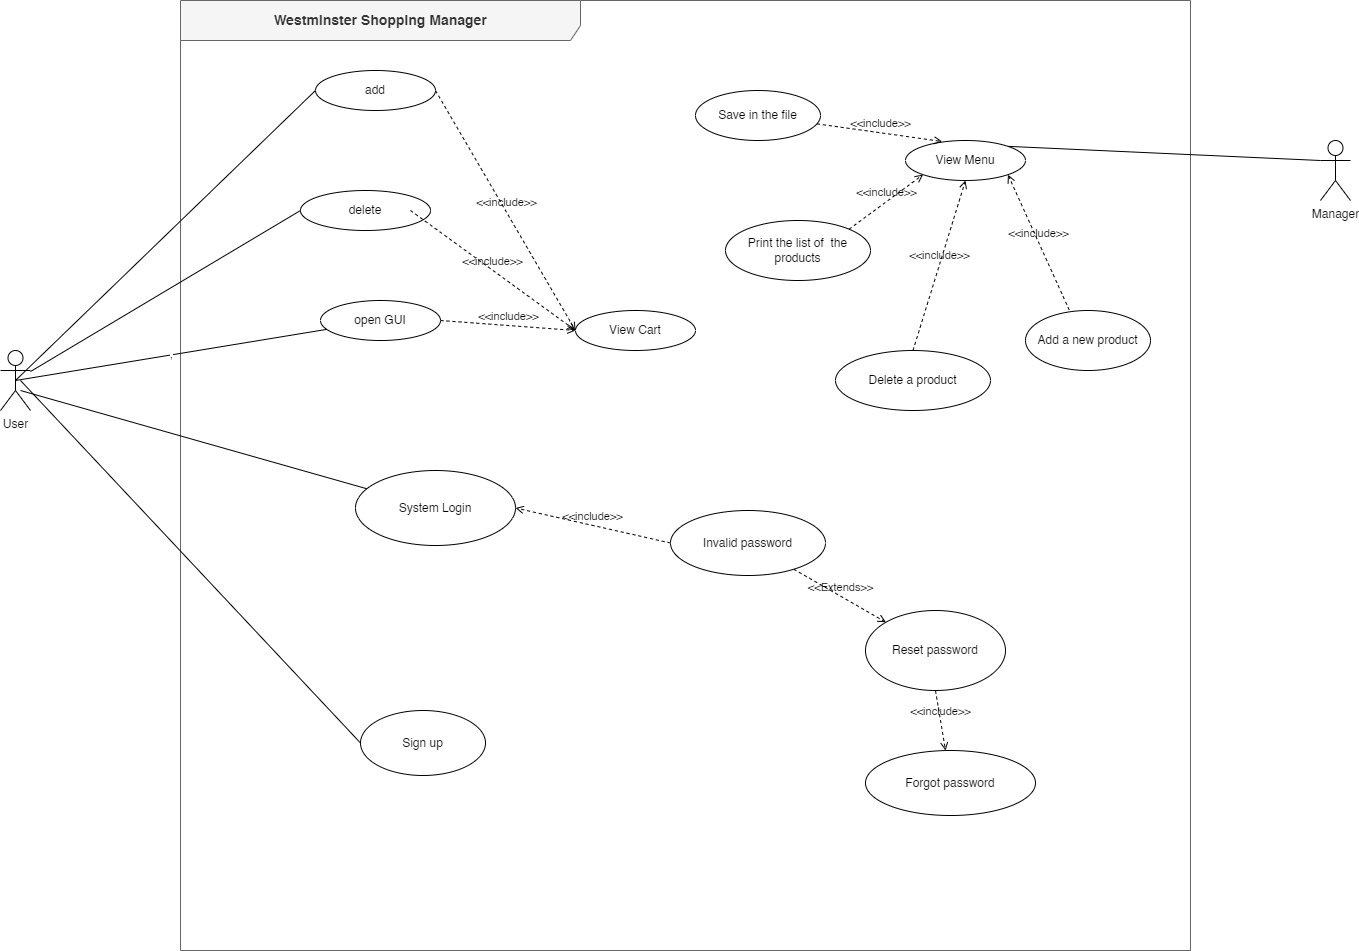 Westminster Shopping Manager
add
Save in the file
<<include>>
View Menu
<<include>>
<<include>>
delete
Manager
Print the list of  the
products
<<include>>
<<include>>
<<include>>
open GUI
<<include>>
View Cart
Add a new product
,
Delete a product
User
System Login
<<include>>
Invalid password
<<Extends>>
Reset password
<<include>>
Sign up
Forgot password